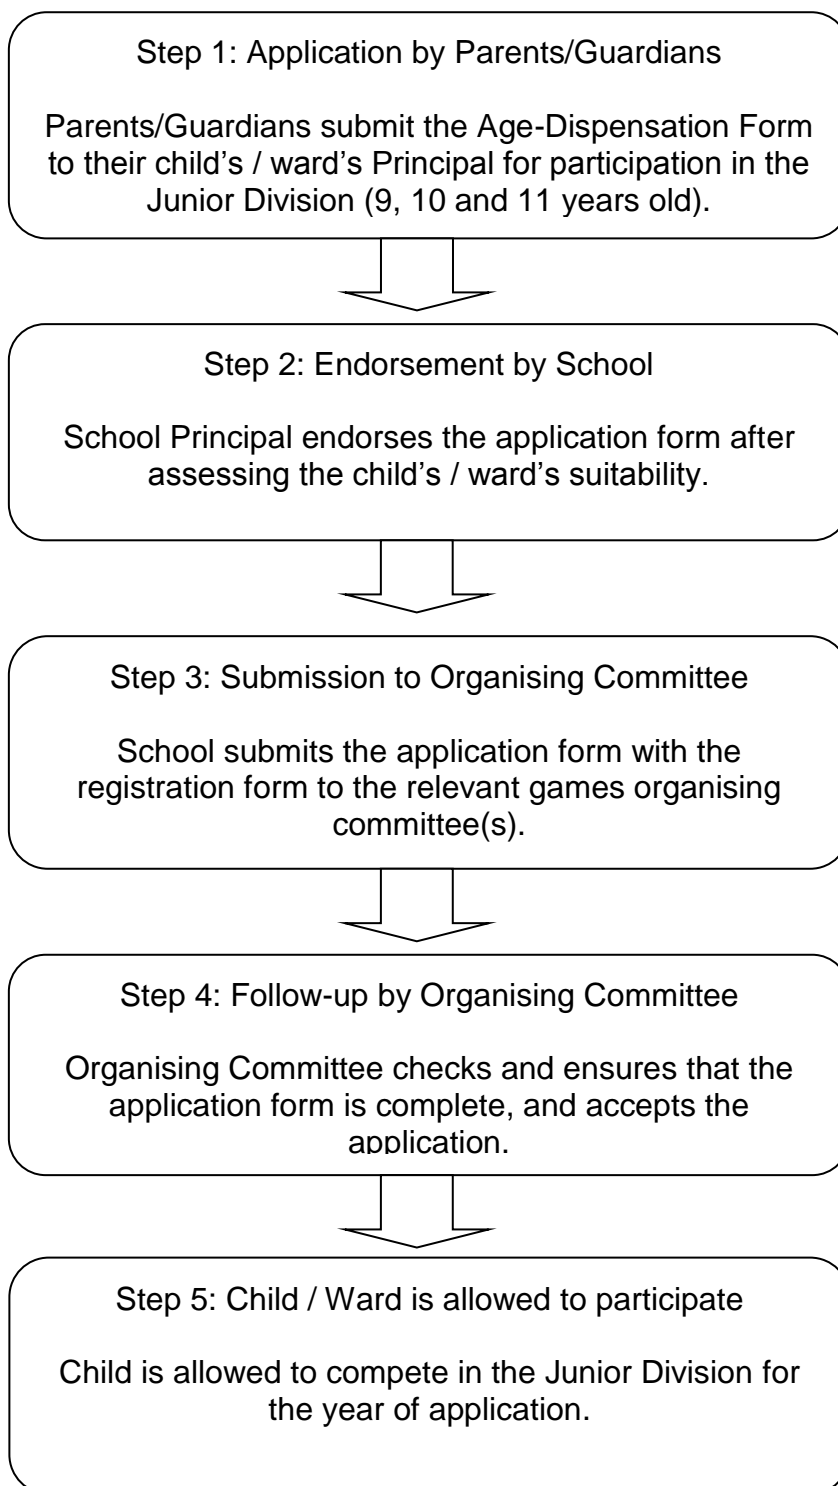 Step 1: Application by Parents/Guardians
Parents/Guardians submit the Age-Dispensation Form
to their child’s / ward’s Principal for participation in the
Junior Division (9, 10 and 11 years old).
Step 2: Endorsement by School
School Principal endorses the application form after
assessing the child’s / ward’s suitability.
Step 3: Submission to Organising Committee
School submits the application form with the
registration form to the relevant games organising
committee(s).
Step 4: Follow-up by Organising Committee
Organising Committee checks and ensures that the
application form is complete, and accepts the
application.
Step 5: Child / Ward is allowed to participate
Child is allowed to compete in the Junior Division for
the year of application.